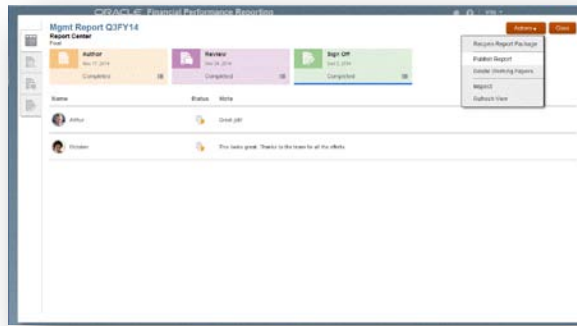 ORACLE Financial Performance Reporting
Mgmt Report Q3FY14
Report Center
Final
Actions Close
Reopen Report Package
Publish Report
Create Working Papers
Inspect
Refresh View
Author
Completed
Review
Completed
Sign Off
Completed
Name Status Note
Great job!
This looks great. Thanks to the team for all the efforts